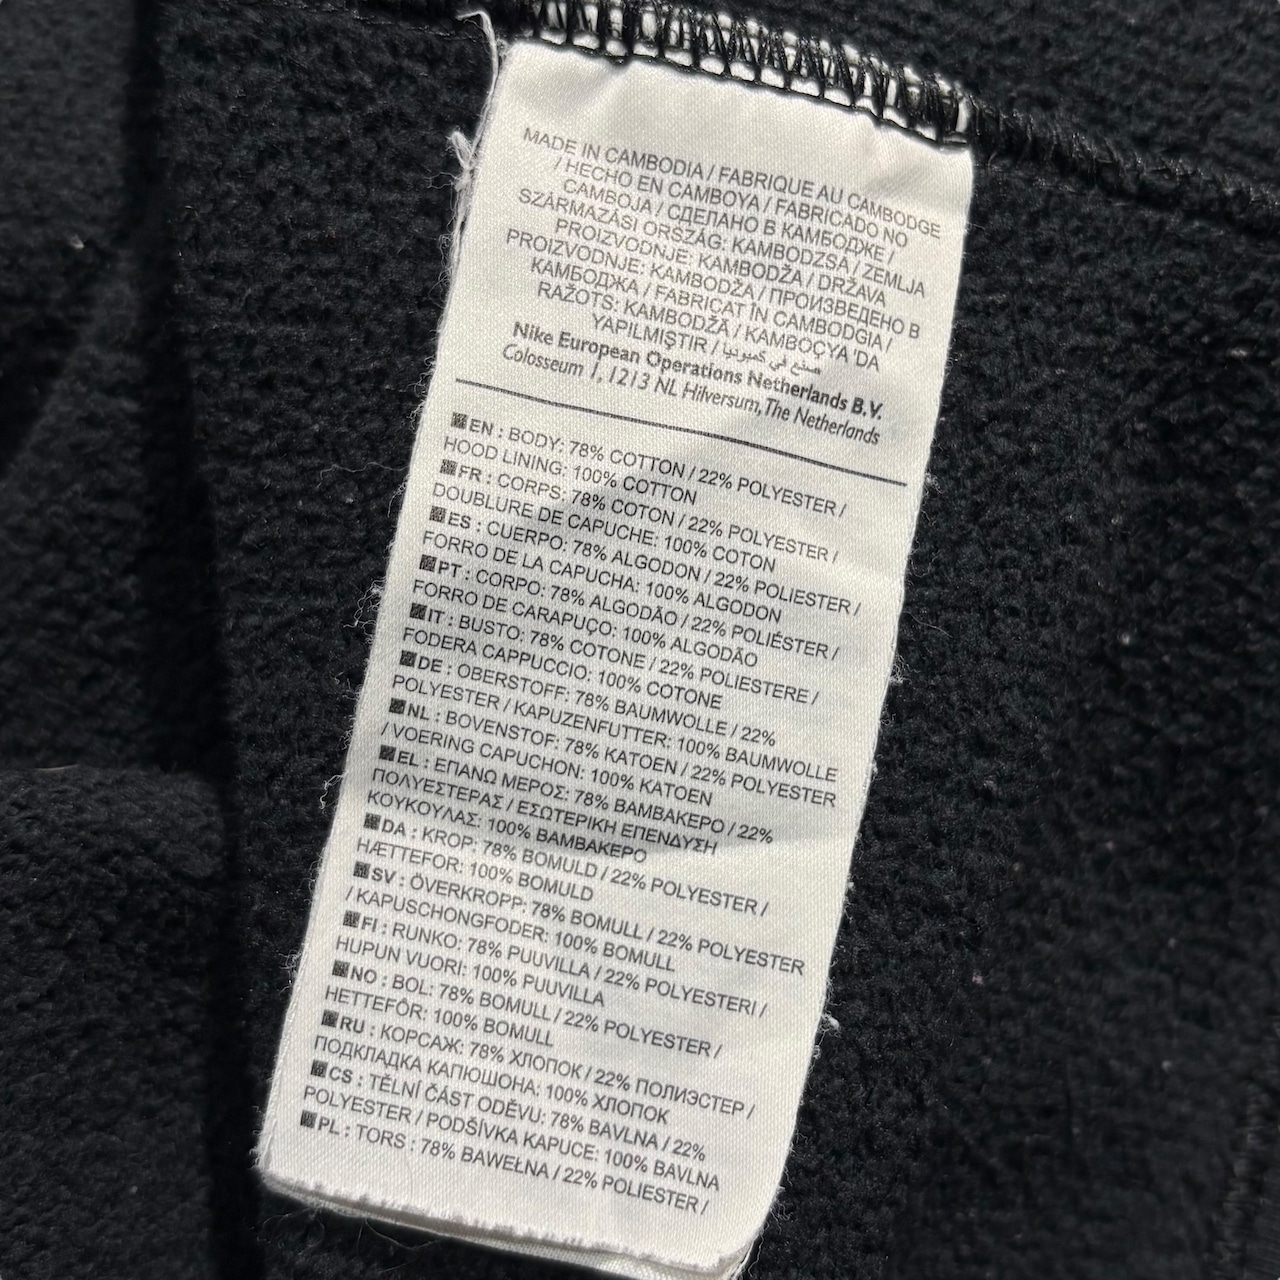 MADE IN CAMBODIA / FABRIQUE AU CAMBODGE
/ HECHO EN CAMBOYA / FABRICADO NO
CAMBOJA / СДЕЛАНО В КАМБОДЖЕ /
SZÁRMAZÁSI ORSZÁG: KAMBODZSA / ZEMLJA
PROIZVODNJE: KAMBODŽA / DRŽAVA
PROIZVODNJE: KAMBODŽA / ПРОИЗВЕДЕНО В
КАМБОДЖА / FABRICAT ÎN CAMBODGIA /
RAŽOTS: KAMBODŽĀ / KAMBOÇYA 'DA
YAPILMIŞTIR / صنع في كمبوديا
Nike European Operations Netherlands B.V.
Colosseum 1, 1213 NL Hilversum, The Netherlands
EN : BODY: 78% COTTON / 22% POLYESTER /
HOOD LINING: 100% COTTON
FR : CORPS: 78% COTON / 22% POLYESTER /
DOUBLURE DE CAPUCHE: 100% COTON
ES : CUERPO: 78% ALGODON / 22% POLIESTER /
FORRO DE LA CAPUCHA: 100% ALGODON
PT : CORPO: 78% ALGODÃO / 22% POLIÉSTER /
FORRO DE CARAPUÇO: 100% ALGODÃO
IT : BUSTO: 78% COTONE / 22% POLIESTERE /
FODERA CAPPUCCIO: 100% COTONE
DE : OBERSTOFF: 78% BAUMWOLLE / 22%
POLYESTER / KAPUZENFUTTER: 100% BAUMWOLLE
NL : BOVENSTOF: 78% KATOEN / 22% POLYESTER
/ VOERING CAPUCHON: 100% KATOEN
EL : ΕΠΑΝΩ ΜΕΡΟΣ: 78% ΒΑΜΒΑΚΕΡΟ / 22%
ΠΟΛΥΕΣΤΕΡΑΣ / ΕΣΩΤΕΡΙΚΗ ΕΠΕΝΔΥΣΗ
ΚΟΥΚΟΥΛΑΣ: 100% ΒΑΜΒΑΚΕΡΟ
DA : KROP: 78% BOMULD / 22% POLYESTER /
HÆTTEFOR: 100% BOMULD
SV : ÖVERKROPP: 78% BOMULL / 22% POLYESTER
/ KAPUSCHONGFODER: 100% BOMULL
FI : RUNKO: 78% PUUVILLA / 22% POLYESTERI /
HUPUN VUORI: 100% PUUVILLA
NO : BOL: 78% BOMULL / 22% POLYESTER /
HETTEFÔR: 100% BOMULL
RU : КОРСАЖ: 78% ХЛОПОК / 22% ПОЛИЭСТЕР /
ПОДКЛАДКА КАПЮШОНА: 100% ХЛОПОК
CS : TĚLNÍ ČÁST ODĚVU: 78% BAVLNA / 22%
POLYESTER / PODŠÍVKA KAPUCE: 100% BAVLNA
PL : TORS : 78% BAWEŁNA / 22% POLIESTER /